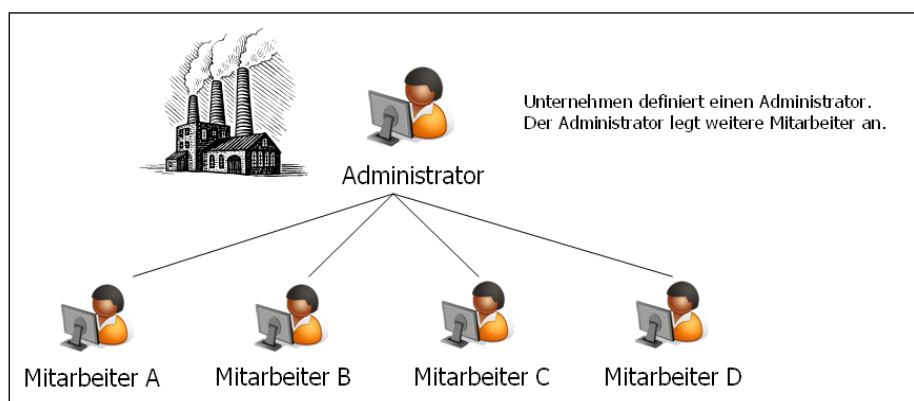 Unternehmen definiert einen Administrator.
Der Administrator legt weitere Mitarbeiter an.
Administrator
Mitarbeiter A
Mitarbeiter B
Mitarbeiter C
Mitarbeiter D